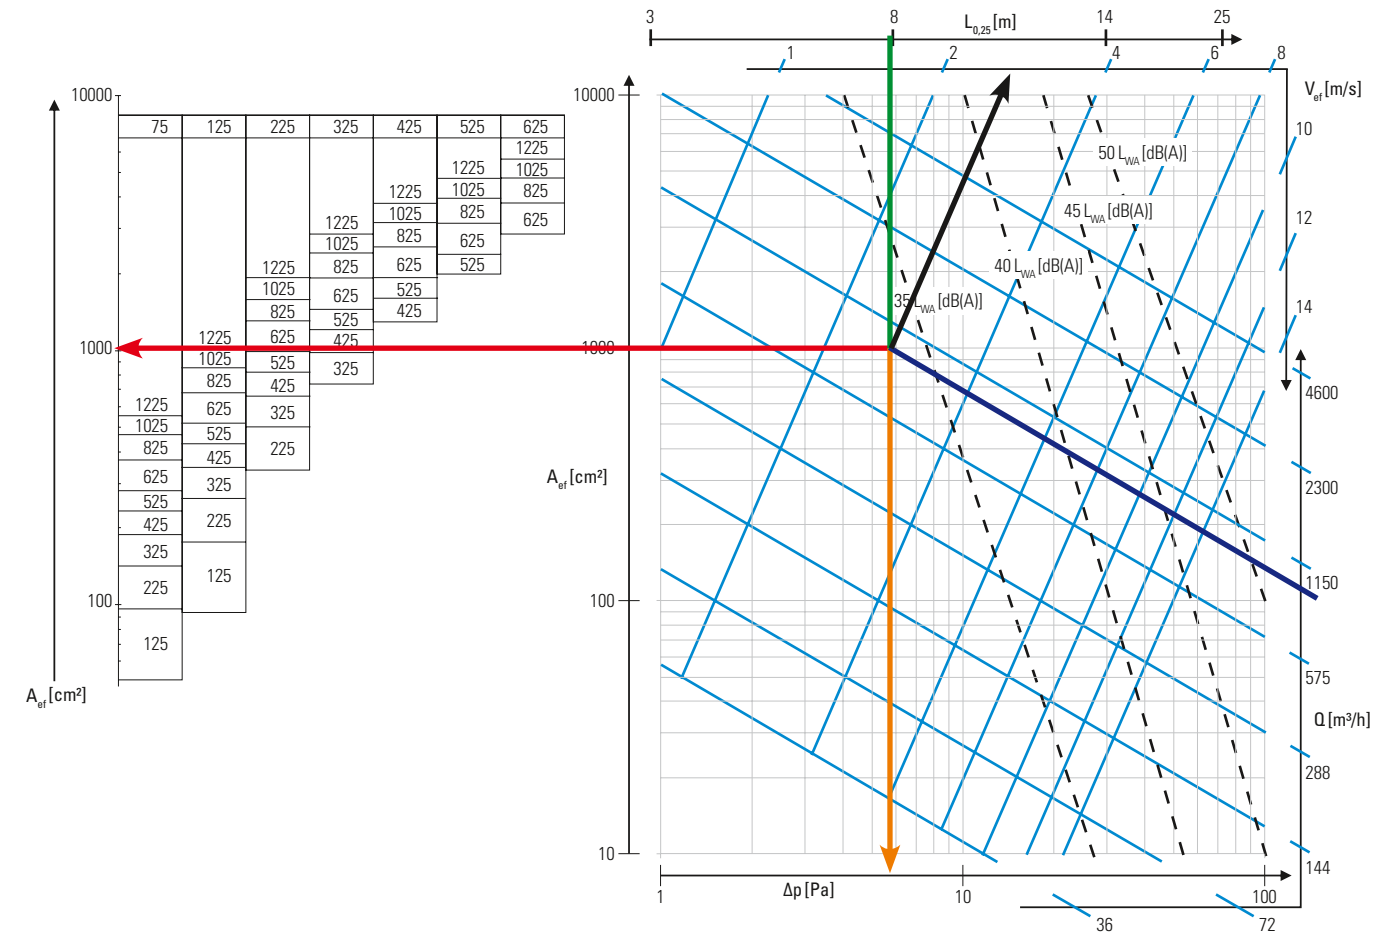 3 8 L0,25 [m] 14 25
1 2 4 6 8
Vef [m/s]
10000 10000
75 125 225 325 425 525 625
10
1225
50 LWA [dB(A)]
1225 1025
1225 1025 825
45 LWA [dB(A)]
1025 825 625
12
1225 825
1025 625
40 LWA [dB(A)]
1225 825 625 525
1025 625 525
35 LWA [dB(A)]
825 525 425
14
1225 625 425
1000 1000
1025 525 325
825 425
4600
1225 625 325
1025 525
825 425 225
625 325
Aef [cm²]
2300
525
425 225
325
125
1150
225
100 100
125
575
Aef [cm²]
Q [m³/h]
288
10
144
Δp [Pa]
1 10 100
36 72